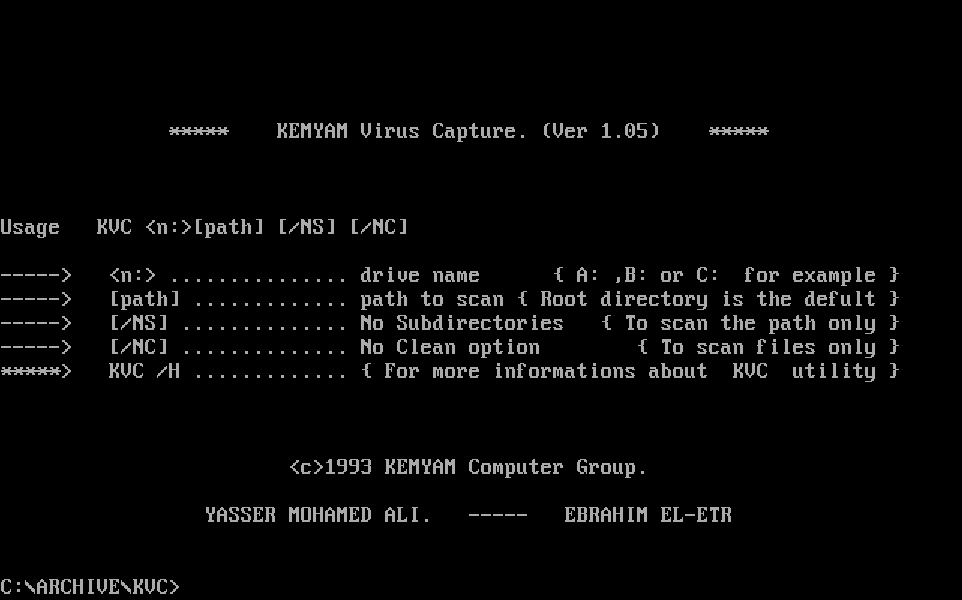 *****    KEMYAM Virus Capture. (Ver 1.05)    *****
Usage   KVC <n:>[path] [/NS] [/NC]
----->   <n:> ............... drive name      { A: ,B: or C:  for example }
----->   [path] ............. path to scan { Root directory is the defult }
----->   [/NS] .............. No Subdirectories   { To scan the path only }
----->   [/NC] .............. No Clean option        { To scan files only }
*****>   KVC /H ............. { For more informations about  KVC  utility }
<c>1993 KEMYAM Computer Group.
YASSER MOHAMED ALI.   -----   EBRAHIM EL-ETR
C:\ARCHIVE\KVC>